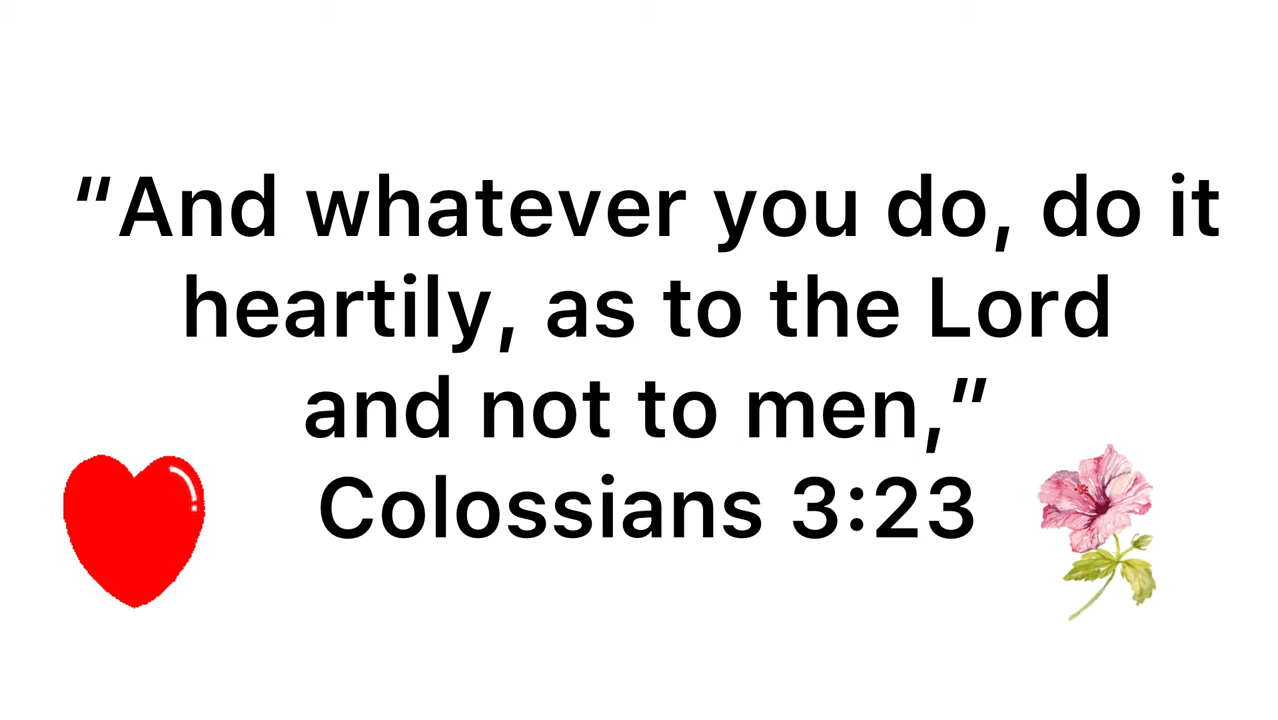 “And whatever you do, do it
heartily, as to the Lord
and not to men,”
Colossians 3:23